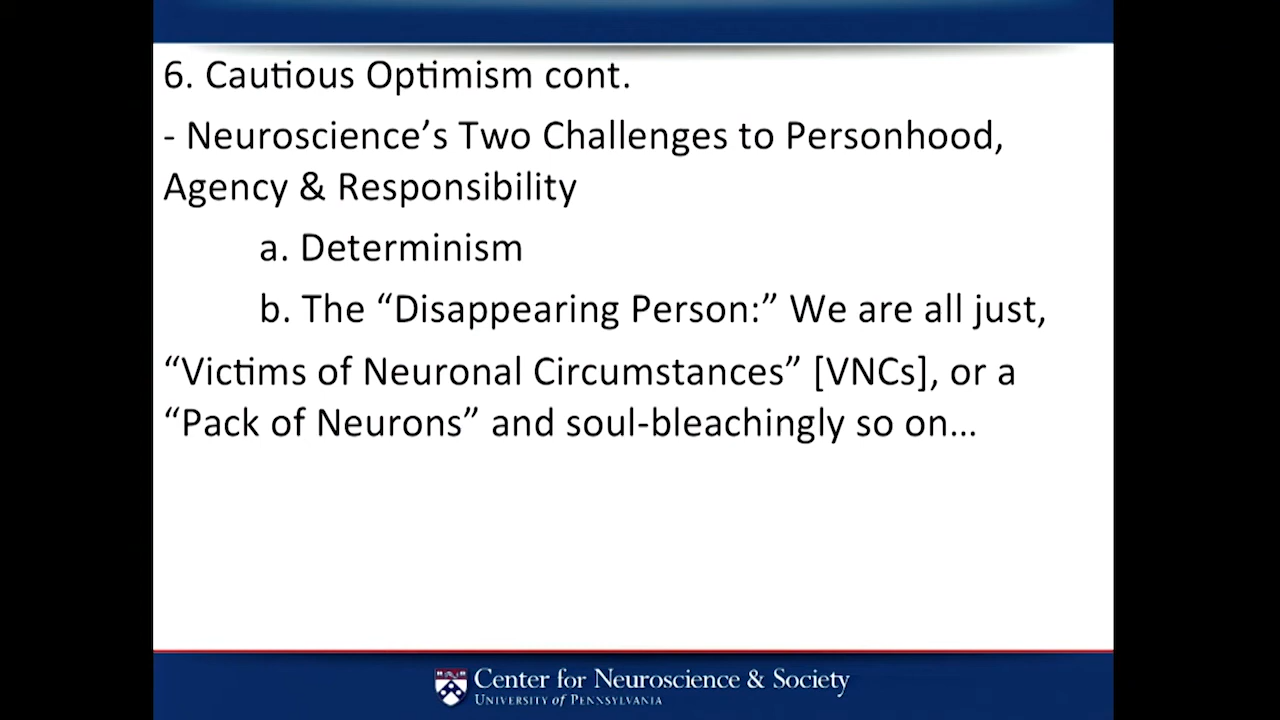 6. Cautious Optimism cont.
- Neuroscience’s Two Challenges to Personhood,
Agency & Responsibility
a. Determinism
b. The “Disappearing Person:” We are all just,
“Victims of Neuronal Circumstances” [VNCs], or a
“Pack of Neurons” and soul-bleachingly so on…
Center for Neuroscience & Society
UNIVERSITY of PENNSYLVANIA